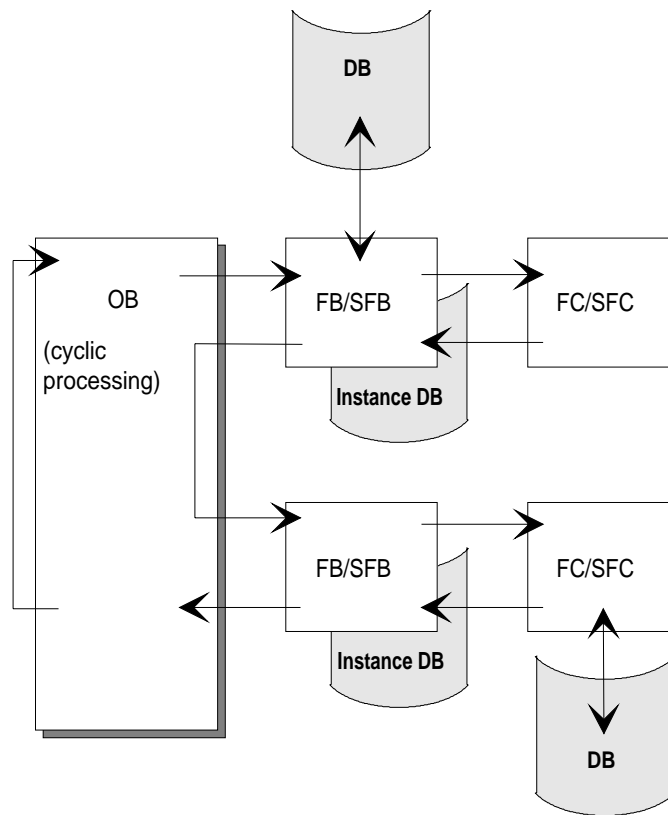 DB
OB
FB/SFB
FC/SFC
(cyclic
processing)
Instance DB
FB/SFB
FC/SFC
Instance DB
DB